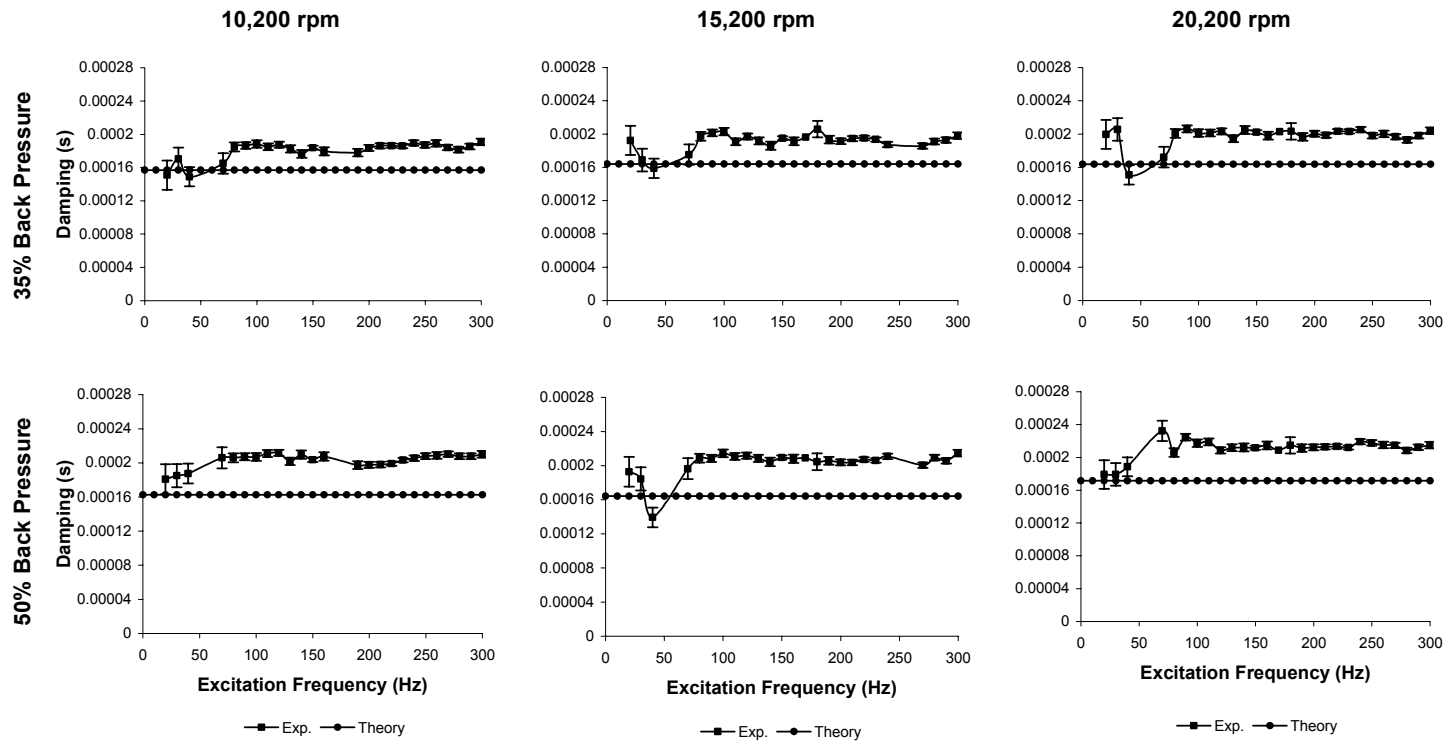 10,200 rpm
15,200 rpm
20,200 rpm
35% Back Pressure
Damping (s)
0.00028
0.00024
0.0002
0.00016
0.00012
0.00008
0.00004
0
0 50 100 150 200 250 300
0.00028
0.00024
0.0002
0.00016
0.00012
0.00008
0.00004
0
0 50 100 150 200 250 300
0.00028
0.00024
0.0002
0.00016
0.00012
0.00008
0.00004
0
0 50 100 150 200 250 300
50% Back Pressure
Damping (s)
0.00028
0.00024
0.0002
0.00016
0.00012
0.00008
0.00004
0
0 50 100 150 200 250 300
Excitation Frequency (Hz)
Exp. Theory
0.00028
0.00024
0.0002
0.00016
0.00012
0.00008
0.00004
0
0 50 100 150 200 250 300
Excitation Frequency (Hz)
Exp. Theory
0.00028
0.00024
0.0002
0.00016
0.00012
0.00008
0.00004
0
0 50 100 150 200 250 300
Excitation Frequency (Hz)
Exp. Theory